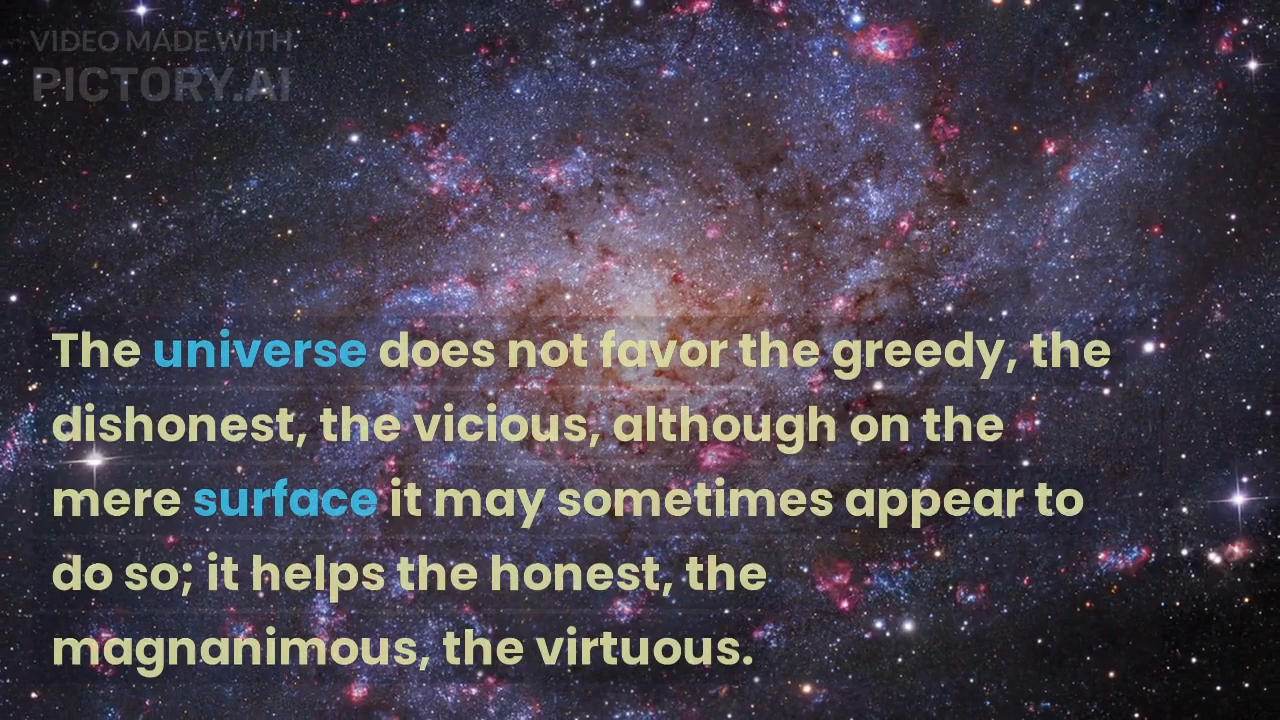 VIDEO MADE WITH
PICTORY.AI
The universe does not favor the greedy, the
dishonest, the vicious, although on the
mere surface it may sometimes appear to
do so; it helps the honest, the
magnanimous, the virtuous.